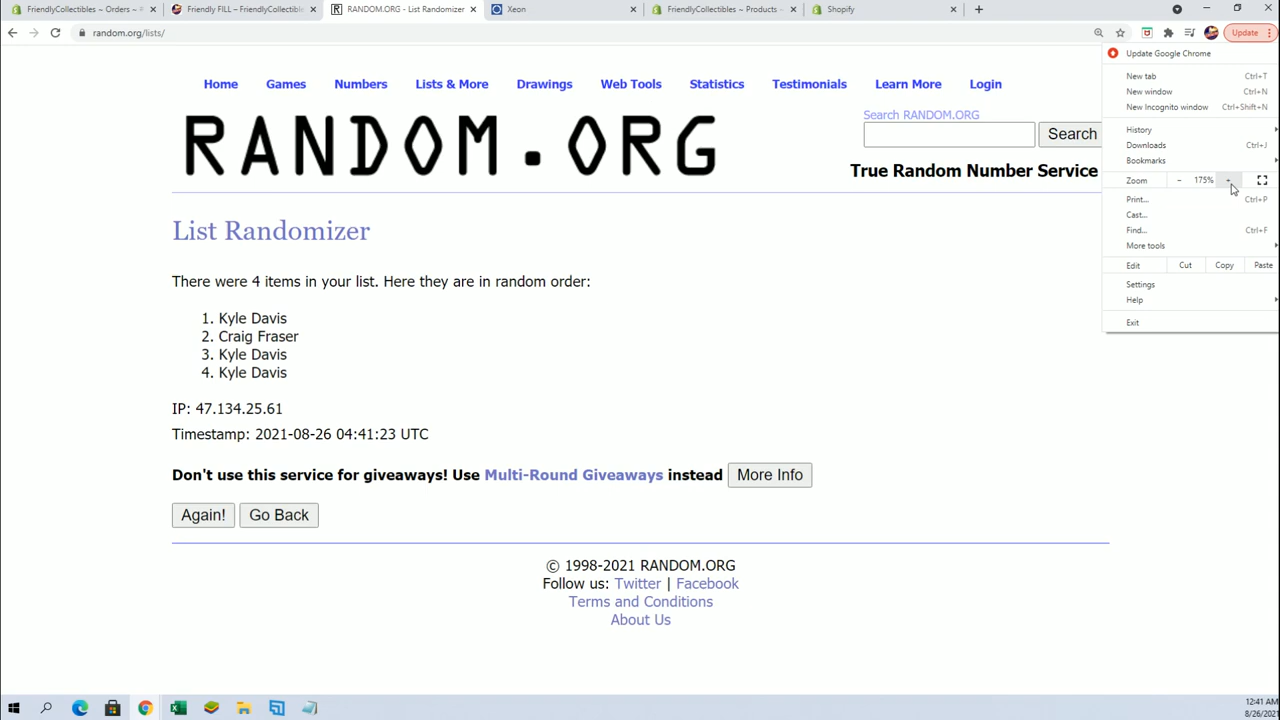 FriendlyCollectibles ~ Orders ~
Friendly FILL – FriendlyCollectibles
RANDOM.ORG - List Randomizer
Xeon
FriendlyCollectibles ~ Products ~
Shopify
random.org/lists/
Update
Home
Games
Numbers
Lists & More
Drawings
Web Tools
Statistics
Testimonials
Learn More
Login
RANDOM.ORG
Search RANDOM.ORG
Search
True Random Number Service
List Randomizer
There were 4 items in your list. Here they are in random order:
1. Kyle Davis
2. Craig Fraser
3. Kyle Davis
4. Kyle Davis
IP: 47.134.25.61
Timestamp: 2021-08-26 04:41:23 UTC
Don't use this service for giveaways! Use Multi-Round Giveaways instead More Info
Again! Go Back
© 1998-2021 RANDOM.ORG
Follow us: Twitter | Facebook
Terms and Conditions
About Us
Update Google Chrome
New tab Ctrl+T
New window Ctrl+N
New Incognito window Ctrl+Shift+N
History
Downloads Ctrl+J
Bookmarks
Zoom - 175% +
Print... Ctrl+P
Cast...
Find... Ctrl+F
More tools
Edit Cut Copy Paste
Settings
Help
Exit
12:41 AM